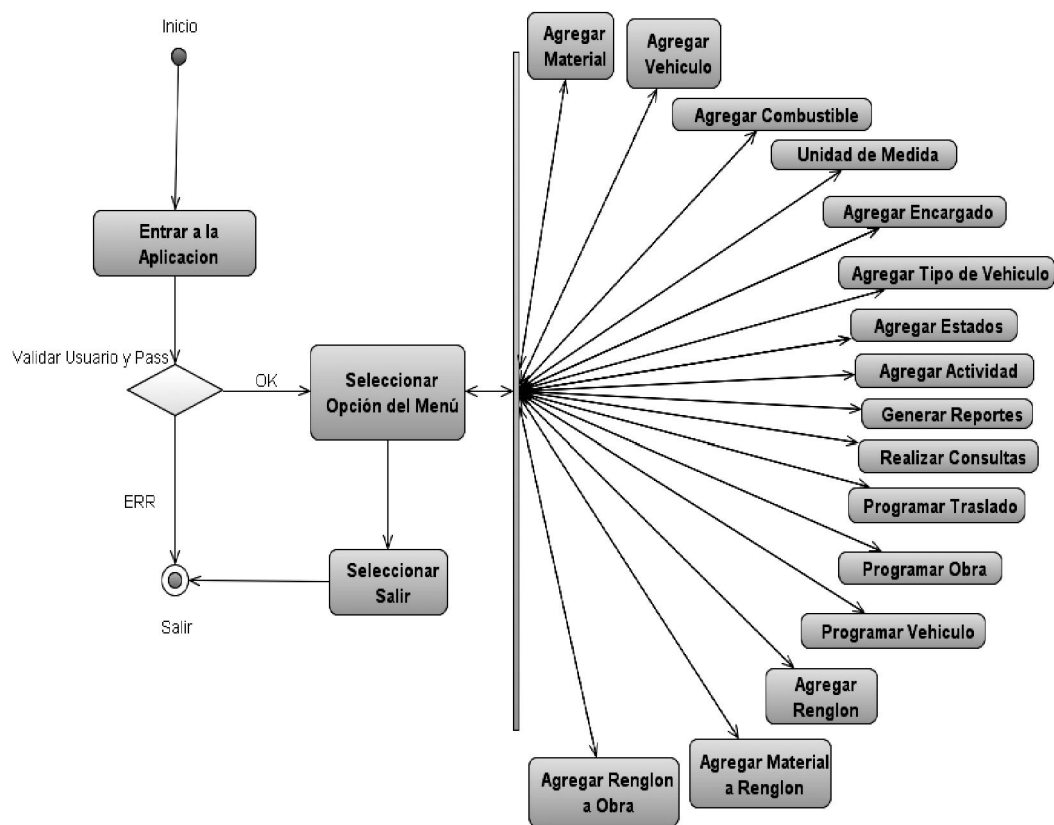 Inicio
Entrar a la
Aplicacion
Validar Usuario y Pass
OK
ERR
Seleccionar
Opción del Menú
Seleccionar
Salir
Salir
Agregar
Material
Agregar
Vehiculo
Agregar Combustible
Unidad de Medida
Agregar Encargado
Agregar Tipo de Vehiculo
Agregar Estados
Agregar Actividad
Generar Reportes
Realizar Consultas
Programar Traslado
Programar Obra
Programar Vehiculo
Agregar
Renglon
Agregar Material
a Renglon
Agregar Renglon
a Obra